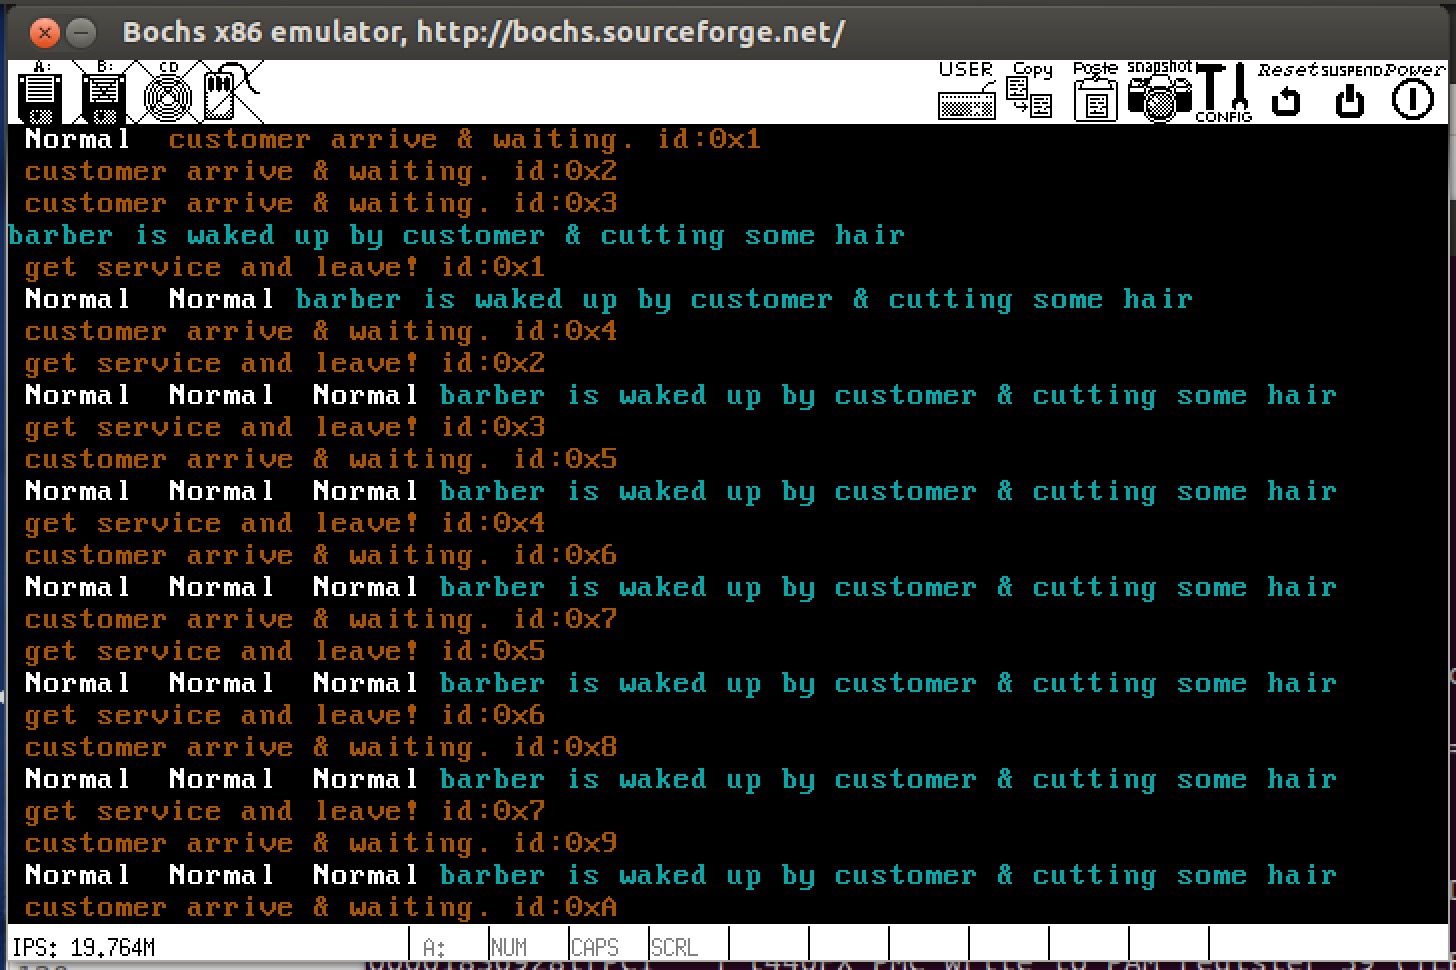 Bochs x86 emulator, http://bochs.sourceforge.net/
A: B: CD USER Copy Paste snapshot CONFIG Reset SUSPEND Power
Normal customer arrive & waiting. id:0x1
customer arrive & waiting. id:0x2
customer arrive & waiting. id:0x3
barber is waked up by customer & cutting some hair
get service and leave! id:0x1
Normal Normal barber is waked up by customer & cutting some hair
customer arrive & waiting. id:0x4
get service and leave! id:0x2
Normal Normal Normal barber is waked up by customer & cutting some hair
get service and leave! id:0x3
customer arrive & waiting. id:0x5
Normal Normal Normal barber is waked up by customer & cutting some hair
get service and leave! id:0x4
customer arrive & waiting. id:0x6
Normal Normal Normal barber is waked up by customer & cutting some hair
customer arrive & waiting. id:0x7
get service and leave! id:0x5
Normal Normal Normal barber is waked up by customer & cutting some hair
get service and leave! id:0x6
customer arrive & waiting. id:0x8
Normal Normal Normal barber is waked up by customer & cutting some hair
get service and leave! id:0x7
customer arrive & waiting. id:0x9
Normal Normal Normal barber is waked up by customer & cutting some hair
customer arrive & waiting. id:0xA
IPS: 19.764M A: NUM CAPS SCRL